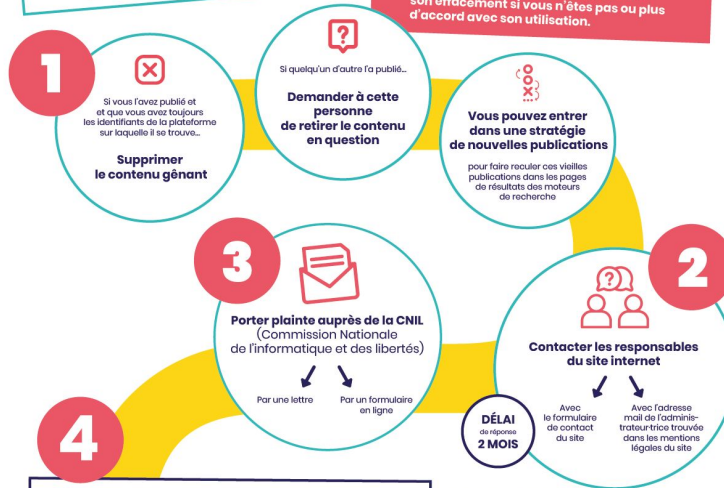 son effacement si vous n'êtes pas ou plus
d'accord avec son utilisation.
1
Si vous l'avez publié et
et que vous avez toujours
les identifiants de la plateforme
sur laquelle il se trouve...
Supprimer
le contenu gênant
?
Si quelqu'un d'autre l'a publié...
Demander à cette
personne
de retirer le contenu
en question
Vous pouvez entrer
dans une stratégie
de nouvelles publications
pour faire reculer ces vieilles
publications dans les pages
de résultats des moteurs
de recherche
2
?
Contacter les responsables
du site internet
Avec
le formulaire
de contact
du site
Avec l'adresse
mail de l'adminis-
trateur·trice trouvée
dans les mentions
légales du site
DÉLAI
de réponse
2 MOIS
3
Porter plainte auprès de la CNIL
(Commission Nationale
de l'informatique et des libertés)
Par une lettre
Par un formulaire
en ligne
4